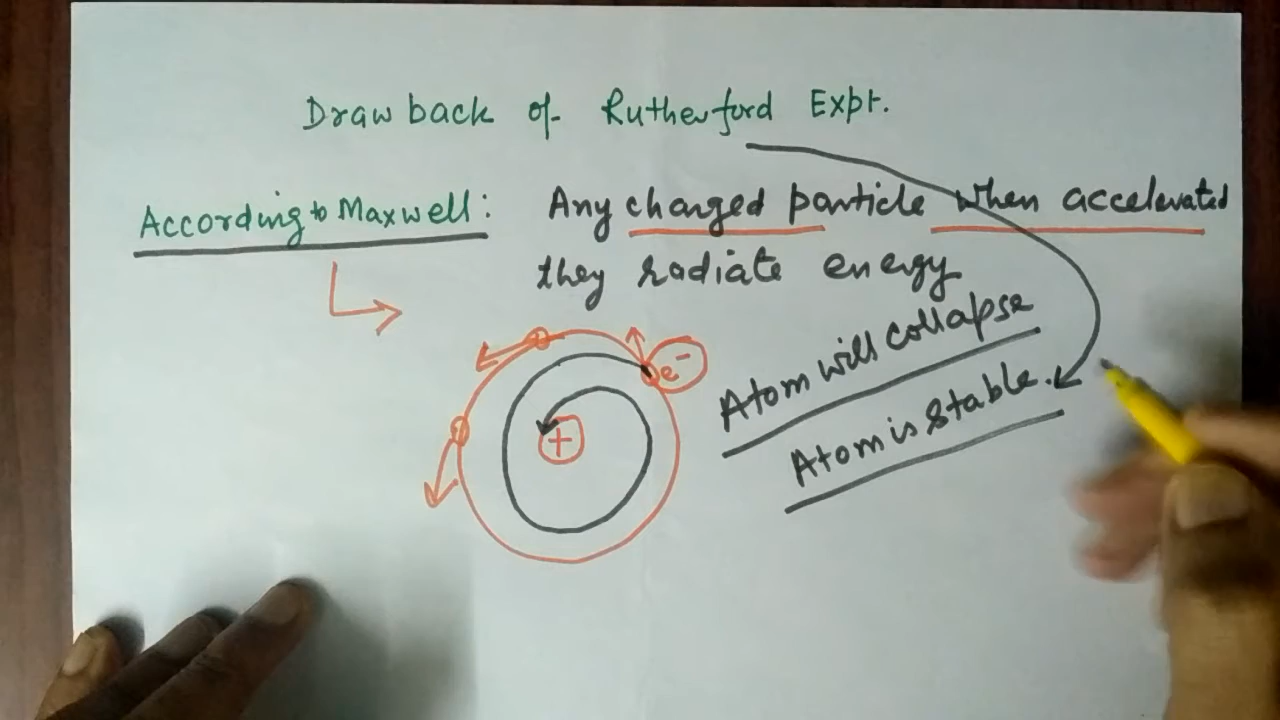 Drawback of Rutherford Expt.
According to Maxwell: Any charged particle when accelerated
they radiate energy
Atom will collapse
Atom is stable.
e⁻
+